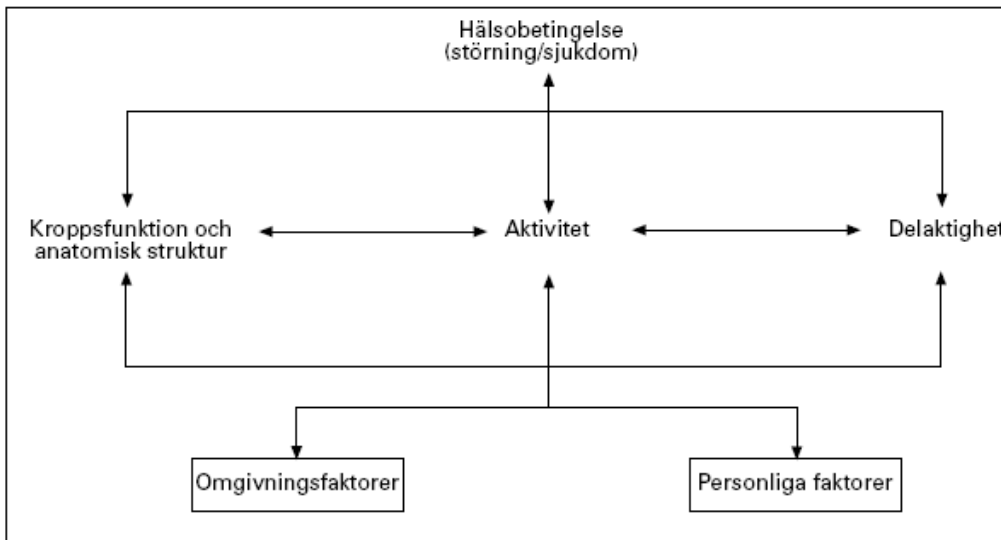 Hälsobetingelse
(störning/sjukdom)
Kroppsfunktion och
anatomisk struktur
Aktivitet
Delaktighet
Omgivningsfaktorer
Personliga faktorer